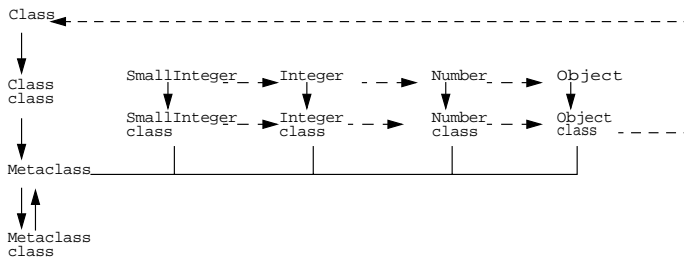 Class
SmallInteger Integer Number Object
Class
class
SmallInteger
class
Integer
class
Number
class
Object
class
Metaclass
Metaclass
class